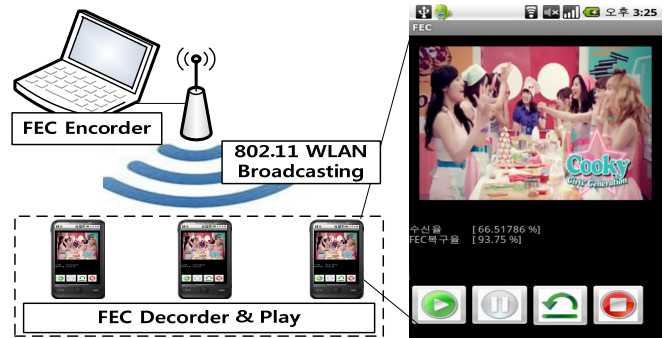 FEC Encorder
802.11 WLAN
Broadcasting
FEC Decorder & Play
오후 3:25
FEC
Cooky
Girls' Generation
수신율 [ 66.51786 %]
FEC복구율 [ 93.75 %]